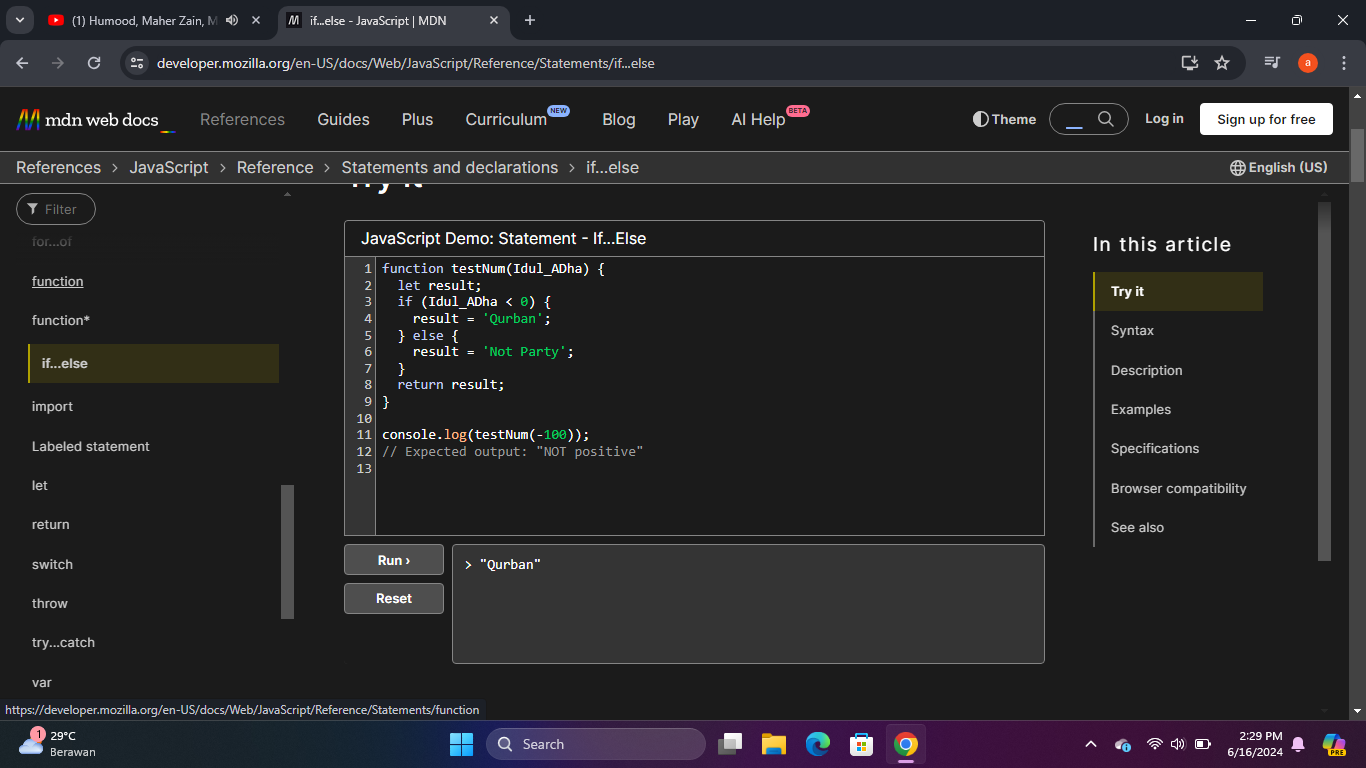 (1) Humood, Maher Zain, M
if...else - JavaScript | MDN
developer.mozilla.org/en-US/docs/Web/JavaScript/Reference/Statements/if...else
a
mdn web docs
References
Guides
Plus
Curriculum NEW
Blog
Play
AI Help BETA
Theme
Log in
Sign up for free
References > JavaScript > Reference > Statements and declarations > if...else
English (US)
Filter
for...of
function
function*
if...else
import
Labeled statement
let
return
switch
throw
try...catch
var
Try it
JavaScript Demo: Statement - If...Else
1 function testNum(Idul_ADha) {
2   let result;
3   if (Idul_ADha < 0) {
4     result = 'Qurban';
5   } else {
6     result = 'Not Party';
7   }
8   return result;
9 }
10
11 console.log(testNum(-100));
12 // Expected output: "NOT positive"
13
Run ›
Reset
> "Qurban"
In this article
Try it
Syntax
Description
Examples
Specifications
Browser compatibility
See also
https://developer.mozilla.org/en-US/docs/Web/JavaScript/Reference/Statements/function
1
29°C
Berawan
Search
2:29 PM
6/16/2024
PRE